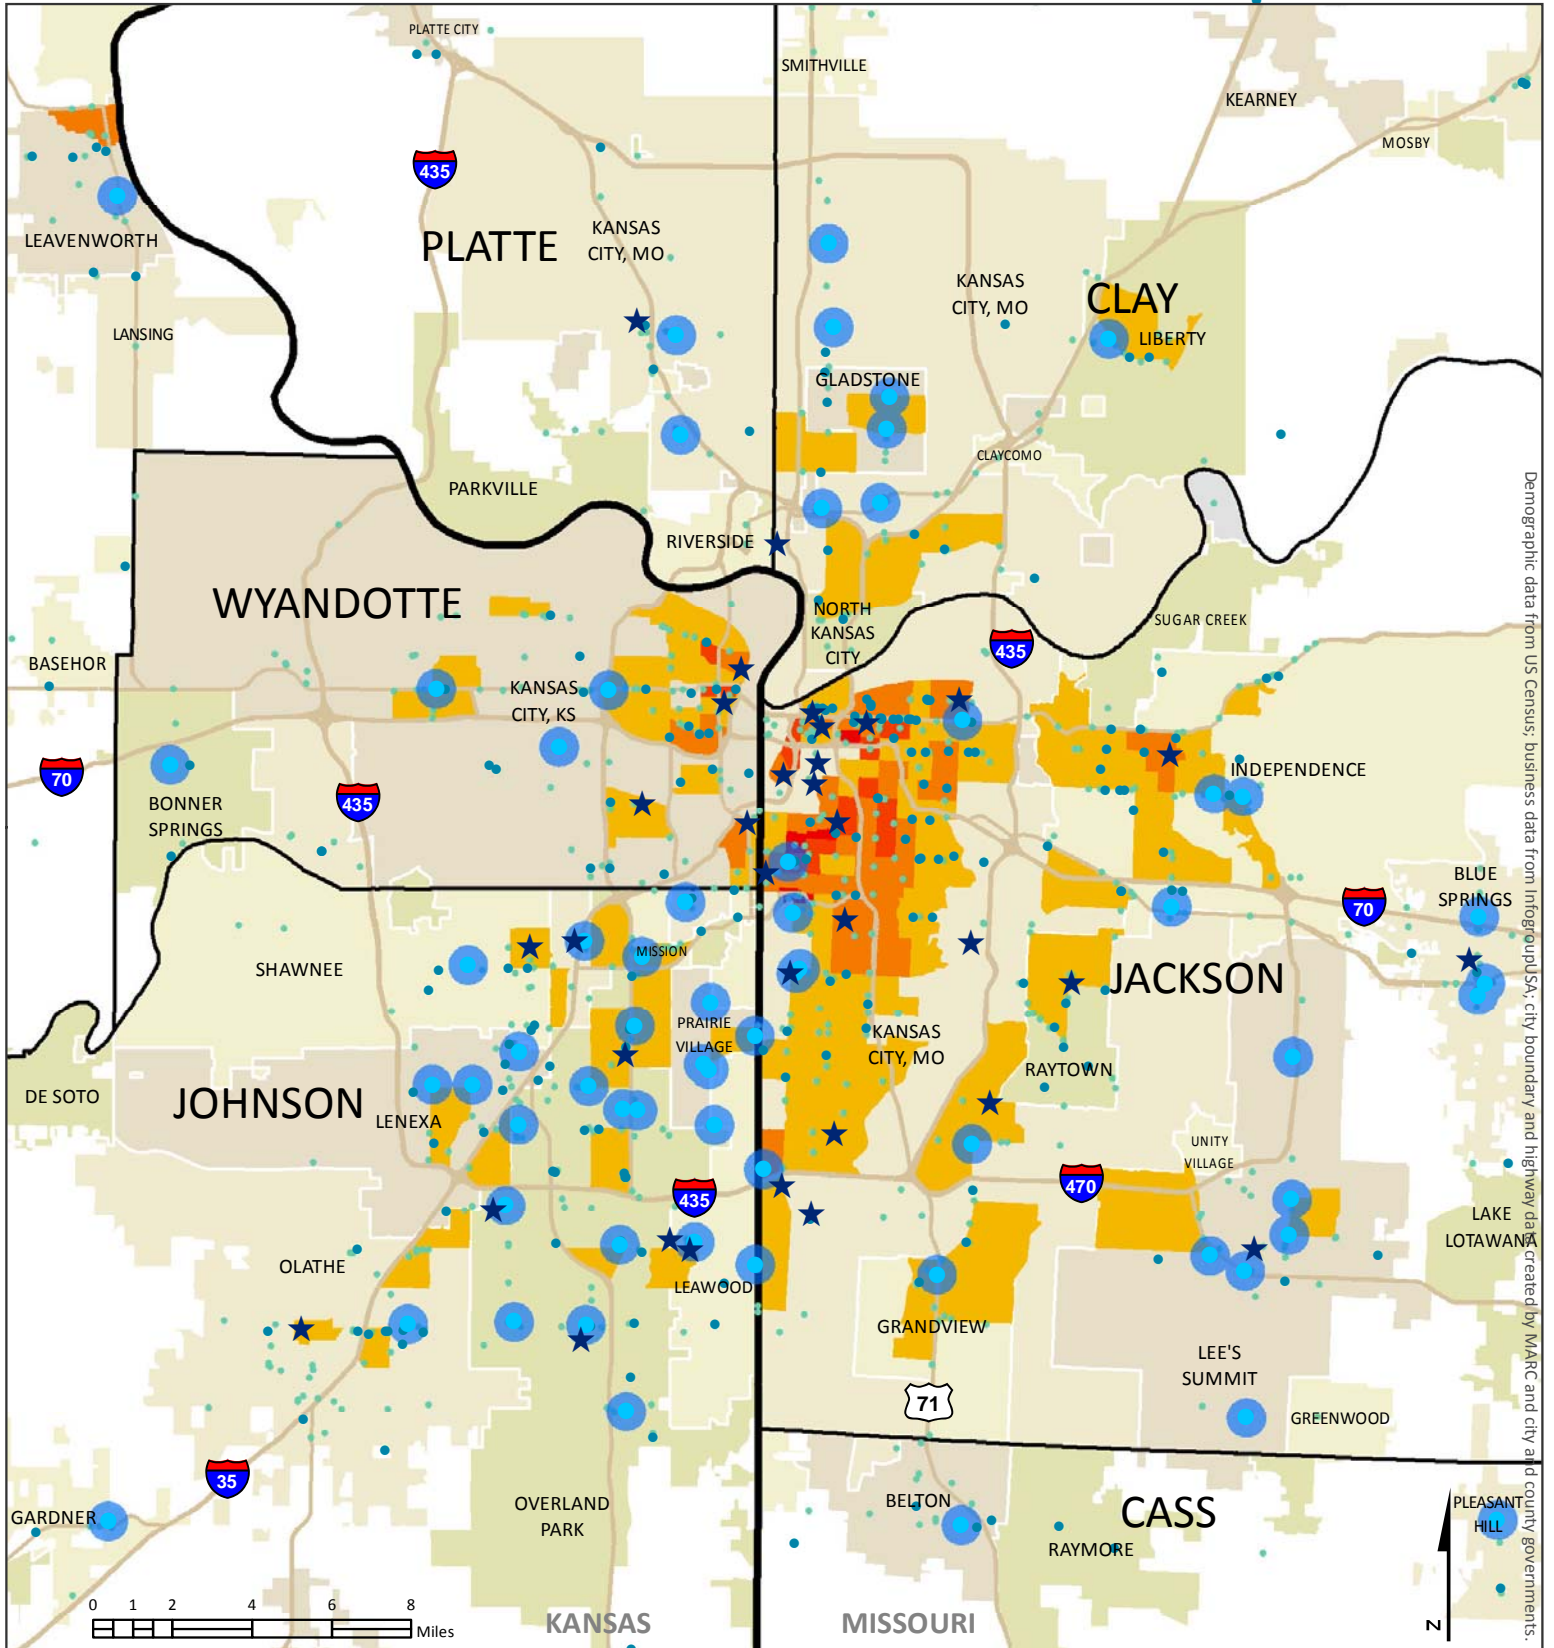 PLATTE CITY
SMITHVILLE
KEARNEY
MOSBY
435
KANSAS
CITY, MO
PLATTE
LEAVENWORTH
KANSAS
CITY, MO
CLAY
LANSING
LIBERTY
GLADSTONE
CLAYCOMO
PARKVILLE
RIVERSIDE
WYANDOTTE
NORTH
KANSAS
CITY
SUGAR CREEK
435
BASEHOR
KANSAS
CITY, KS
70
435
INDEPENDENCE
BONNER
SPRINGS
BLUE
SPRINGS
70
SHAWNEE
MISSION
JACKSON
PRAIRIE
VILLAGE
KANSAS
CITY, MO
RAYTOWN
DE SOTO
JOHNSON
LENEXA
UNITY
VILLAGE
435
470
LAKE
LOTAWANA
OLATHE
LEAWOOD
GRANDVIEW
LEE'S
SUMMIT
71
GREENWOOD
35
GARDNER
OVERLAND
PARK
BELTON
CASS
RAYMORE
PLEASANT
HILL
0 1 2 4 6 8
Miles
KANSAS
MISSOURI
N
Demographic data from US Census; business data from InfogroupUSA; city boundary and highway data created by MARC and city and county governments.